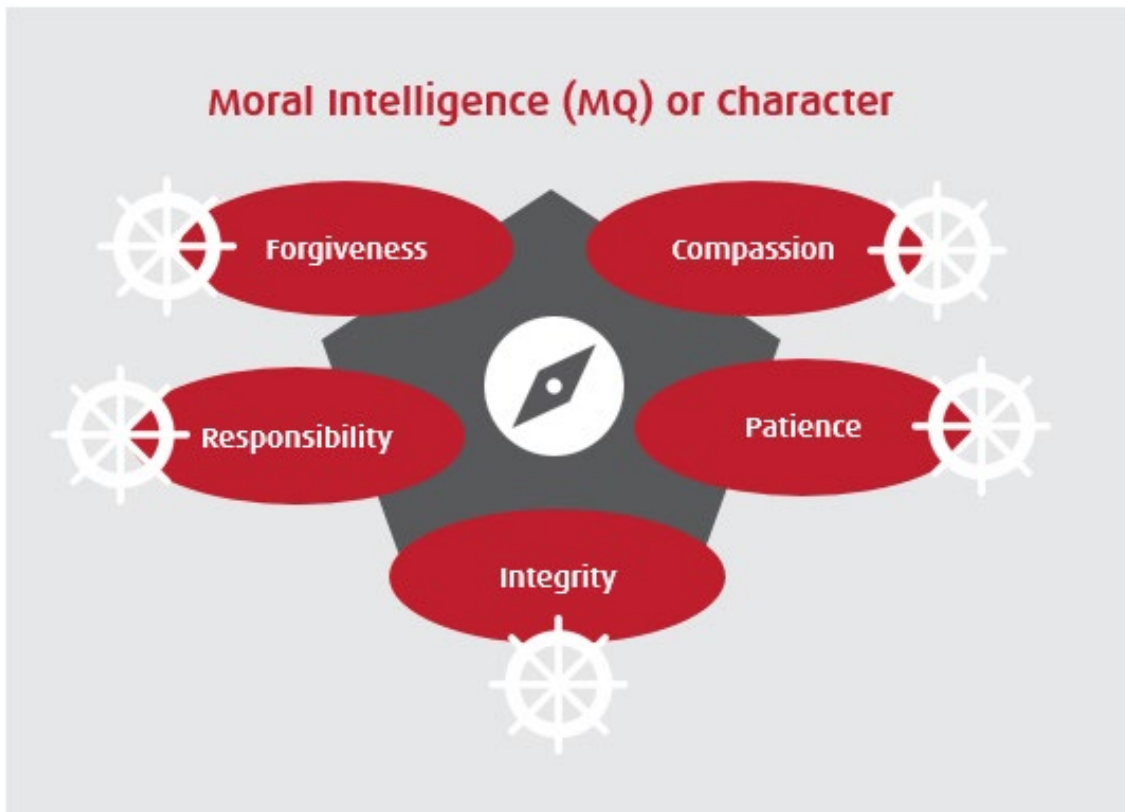 Moral Intelligence (MQ) or Character
Forgiveness
Compassion
Responsibility
Patience
Integrity